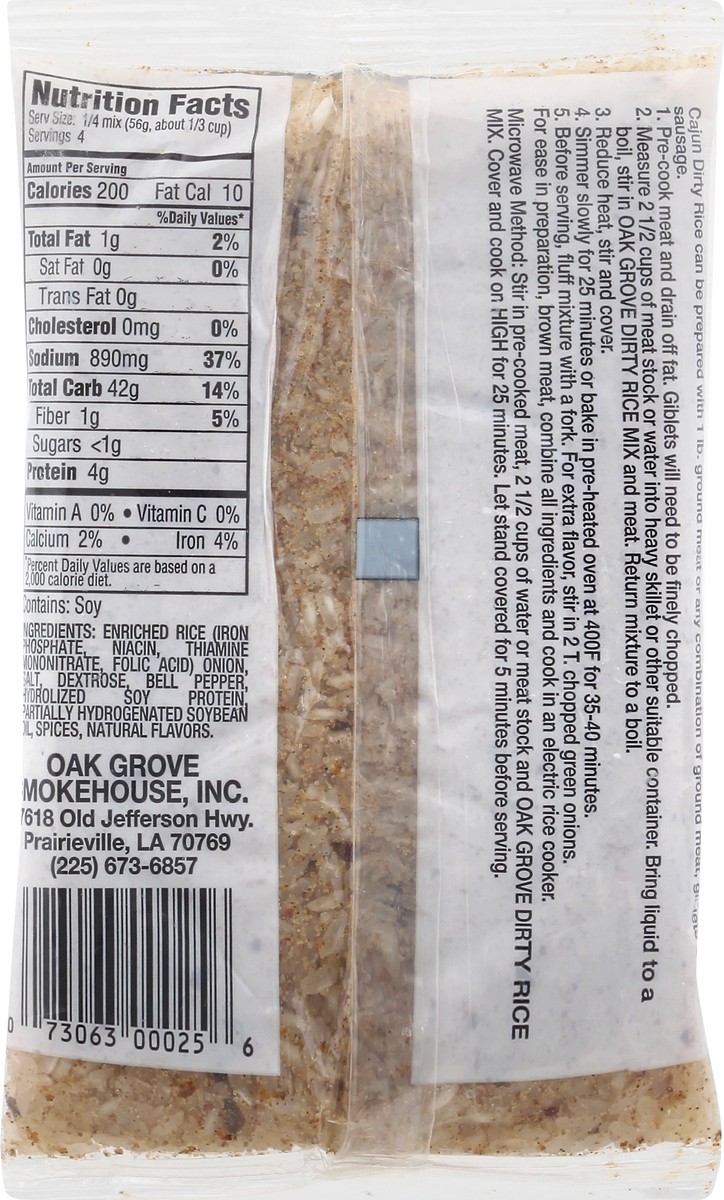 Nutrition Facts
Serv Size: 1/4 mix (56g, about 1/3 cup)
Servings 4
Amount Per Serving
Calories 200 Fat Cal 10
%Daily Values*
Total Fat 1g 2%
Sat Fat 0g 0%
Trans Fat 0g
Cholesterol 0mg 0%
Sodium 890mg 37%
Total Carb 42g 14%
Fiber 1g 5%
Sugars <1g
Protein 4g
Vitamin A 0% • Vitamin C 0%
Calcium 2% • Iron 4%
*Percent Daily Values are based on a
2,000 calorie diet.
Contains: Soy
INGREDIENTS: ENRICHED RICE (IRON
PHOSPHATE, NIACIN, THIAMINE
MONONITRATE, FOLIC ACID) ONION,
SALT, DEXTROSE, BELL PEPPER,
HYDROLIZED SOY PROTEIN,
PARTIALLY HYDROGENATED SOYBEAN
OIL, SPICES, NATURAL FLAVORS.
OAK GROVE
SMOKEHOUSE, INC.
7618 Old Jefferson Hwy.
Prairieville, LA 70769
(225) 673-6857
0 73063 00025 6
Cajun Dirty Rice can be prepared with 1 lb. ground meat or any combination of ground meat,
sausage.
1. Pre-cook meat and drain off fat. Giblets will need to be finely chopped.
2. Measure 2 1/2 cups of meat stock or water into heavy skillet or other suitable container. Bring liquid to a
boil, stir in OAK GROVE DIRTY RICE MIX and meat. Return mixture to a boil.
3. Reduce heat, stir and cover.
4. Simmer slowly for 25 minutes or bake in pre-heated oven at 400F for 35-40 minutes.
5. Before serving, fluff mixture with a fork. For extra flavor, stir in 2 T. chopped green onions.
For ease in preparation, brown meat, combine all ingredients and cook in an electric rice cooker.
Microwave Method: Stir in pre-cooked meat, 2 1/2 cups of water or meat stock and OAK GROVE DIRTY RICE
MIX. Cover and cook on HIGH for 25 minutes. Let stand covered for 5 minutes before serving.